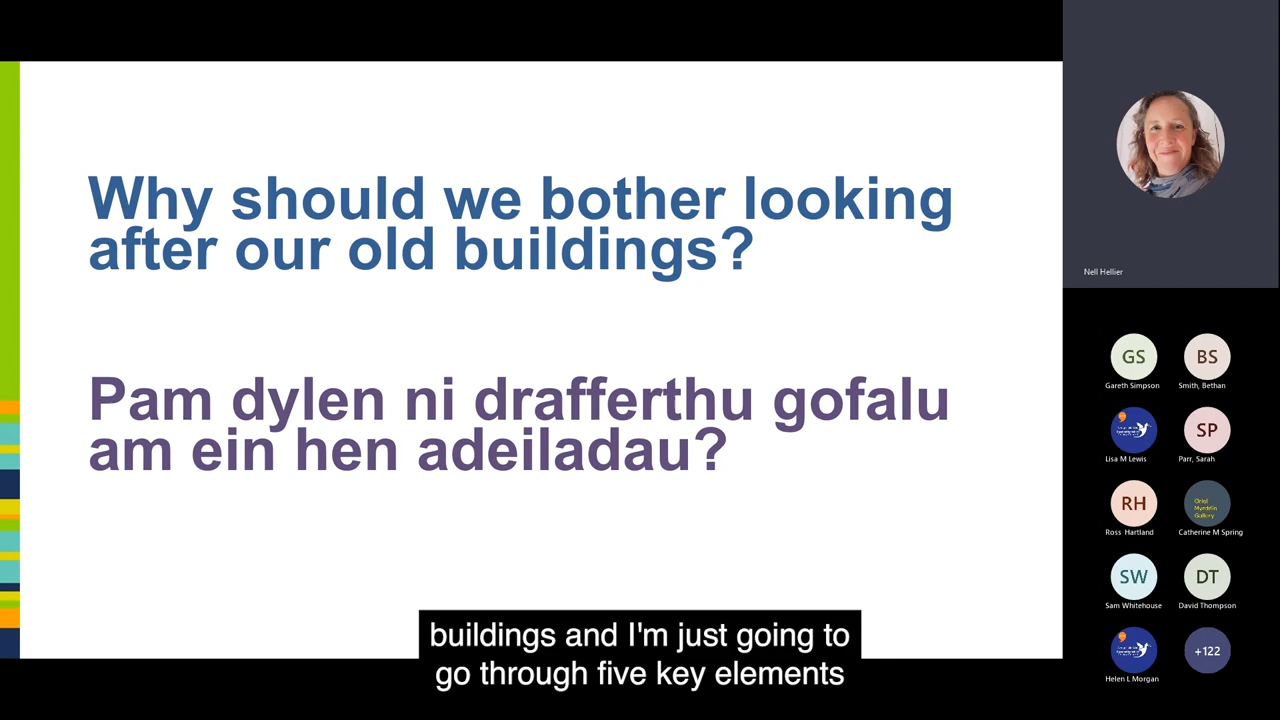 Why should we bother looking
after our old buildings?
Pam dylen ni drafferthu gofalu
am ein hen adeiladau?
buildings and I'm just going to
go through five key elements
Nell Hellier
GS
BS
Gareth Simpson
Smith, Bethan
SP
Lisa M Lewis
Parr, Sarah
RH
Oriel
Myrddin
Gallery
Ross Hartland
Catherine M Spring
SW
DT
Sam Whitehouse
David Thompson
+122
Helen L Morgan